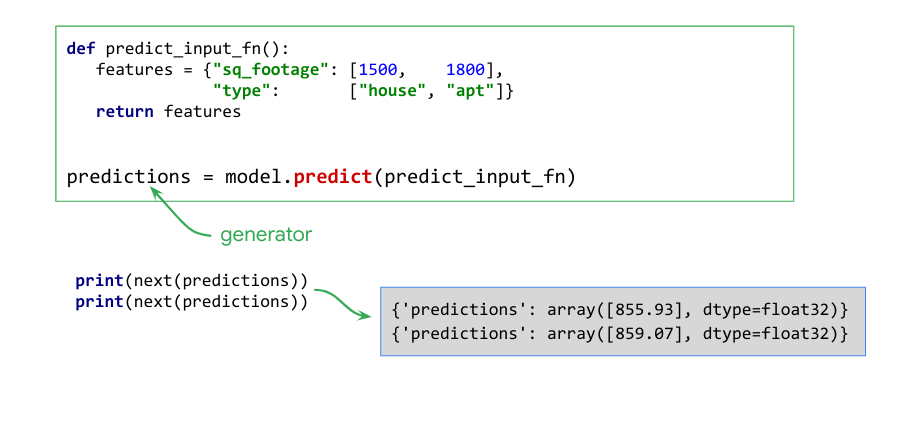 def predict_input_fn():
   features = {"sq_footage": [1500,    1800],
               "type":       ["house", "apt"]}
   return features
predictions = model.predict(predict_input_fn)
generator
print(next(predictions))
print(next(predictions))
{'predictions': array([855.93], dtype=float32)}
{'predictions': array([859.07], dtype=float32)}